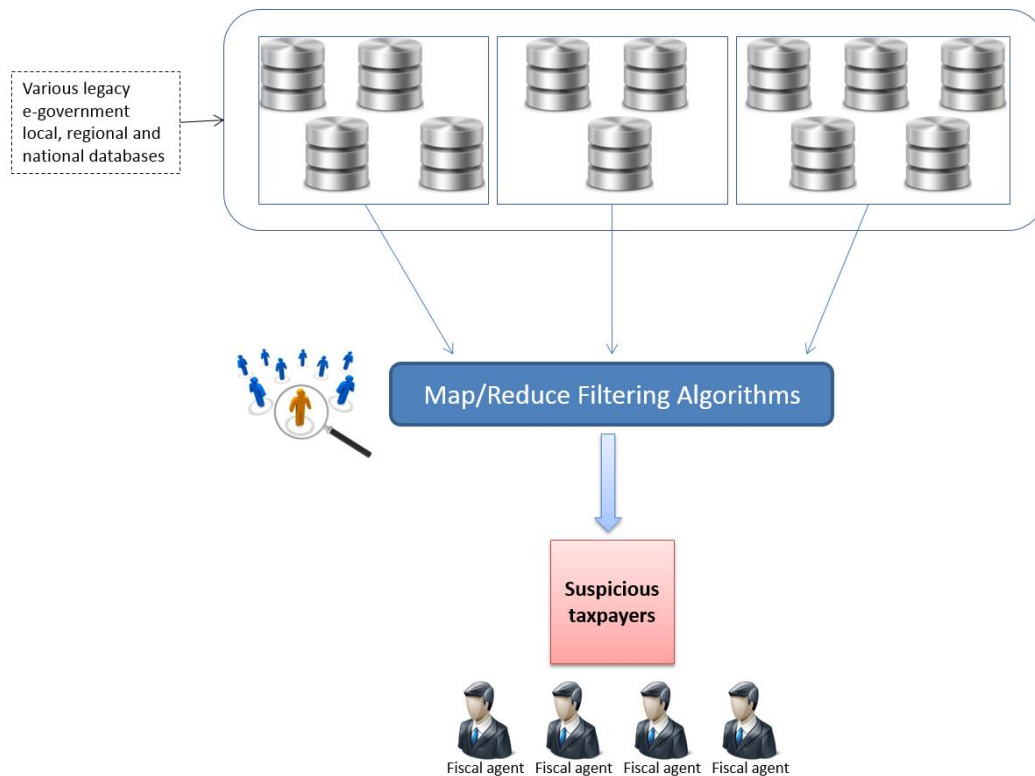 Various legacy
e-government
local, regional and
national databases
Map/Reduce Filtering Algorithms
Suspicious
taxpayers
Fiscal agent
Fiscal agent
Fiscal agent
Fiscal agent